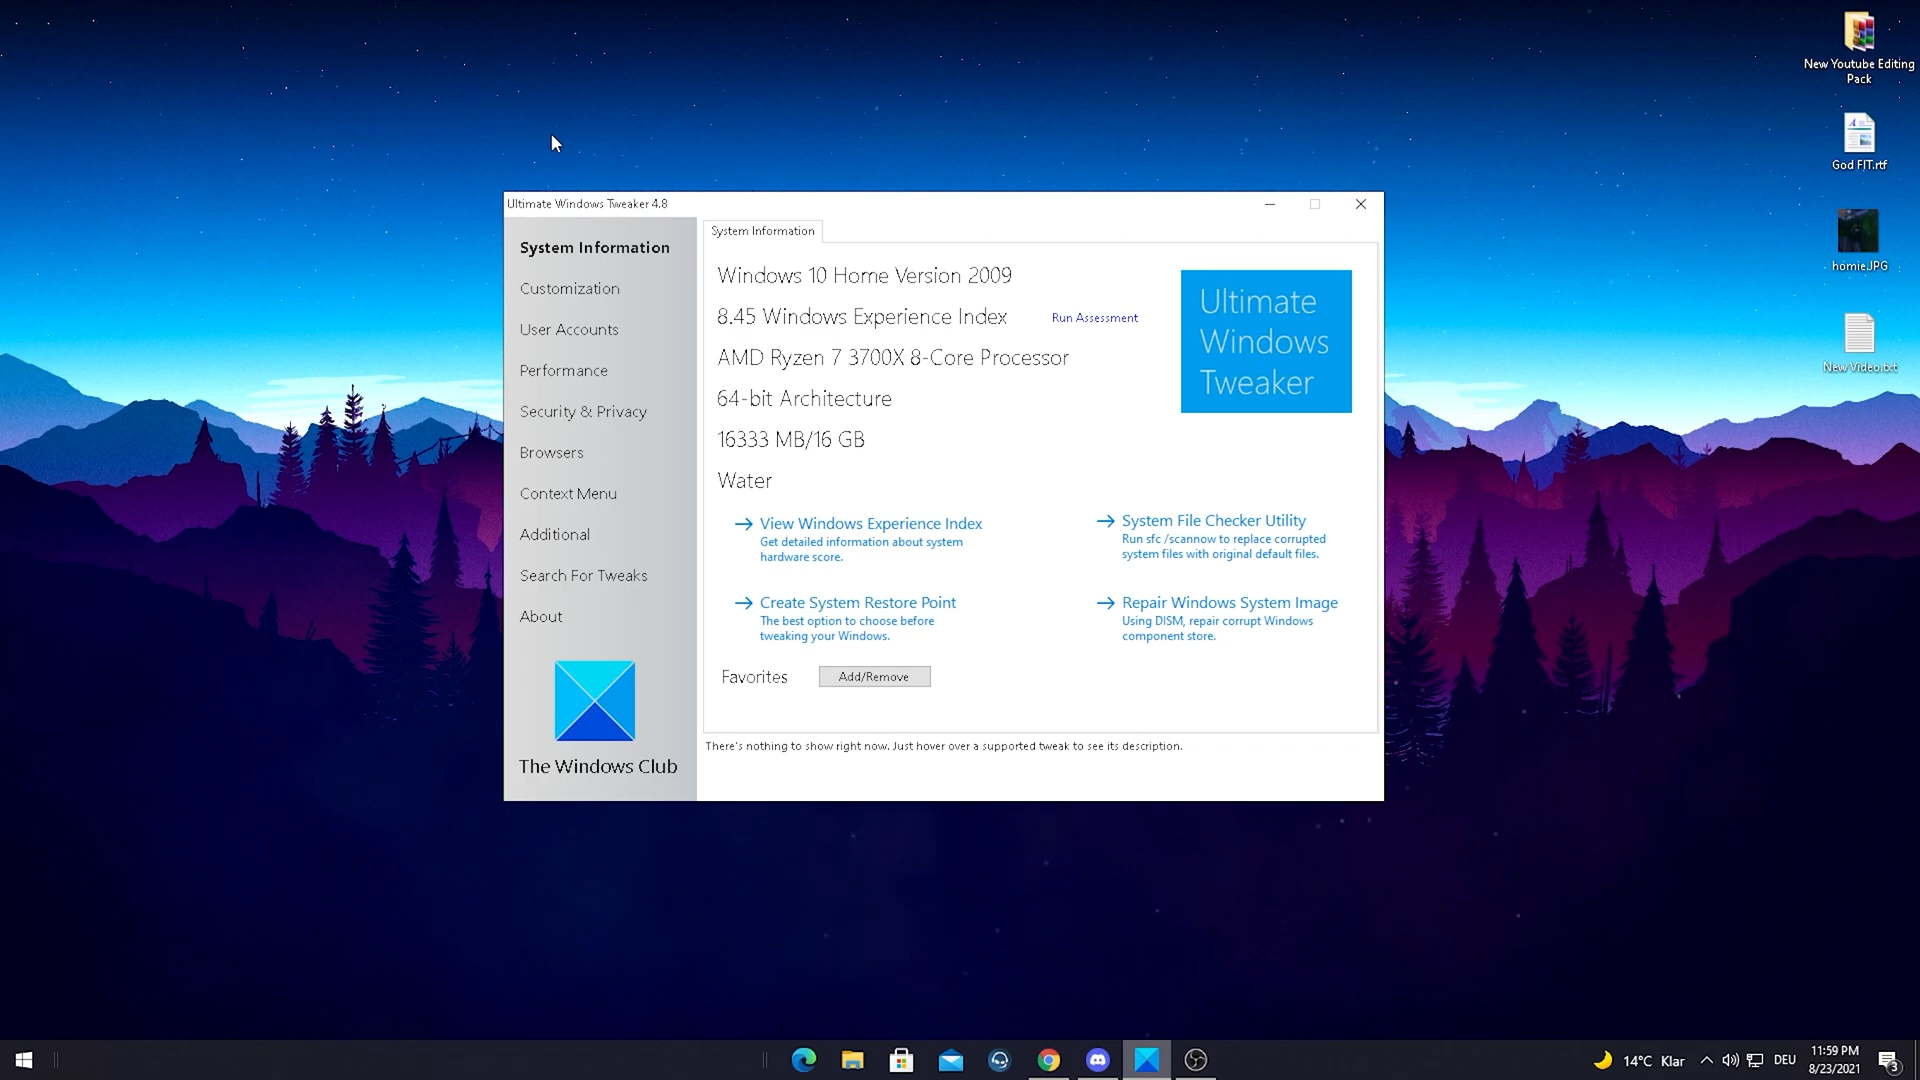 New Youtube Editing
Pack
God FIT.rtf
homie.JPG
New Video.txt
Ultimate Windows Tweaker 4.8
System Information
Customization
User Accounts
Performance
Security & Privacy
Browsers
Context Menu
Additional
Search For Tweaks
About
The Windows Club
System Information
Windows 10 Home Version 2009
8.45 Windows Experience Index
Run Assessment
AMD Ryzen 7 3700X 8-Core Processor
64-bit Architecture
16333 MB/16 GB
Water
Ultimate
Windows
Tweaker
→ View Windows Experience Index
Get detailed information about system
hardware score.
→ System File Checker Utility
Run sfc /scannow to replace corrupted
system files with original default files.
→ Create System Restore Point
The best option to choose before
tweaking your Windows.
→ Repair Windows System Image
Using DISM, repair corrupt Windows
component store.
Favorites
Add/Remove
There's nothing to show right now. Just hover over a supported tweak to see its description.
14°C Klar
DEU
11:59 PM
8/23/2021
3